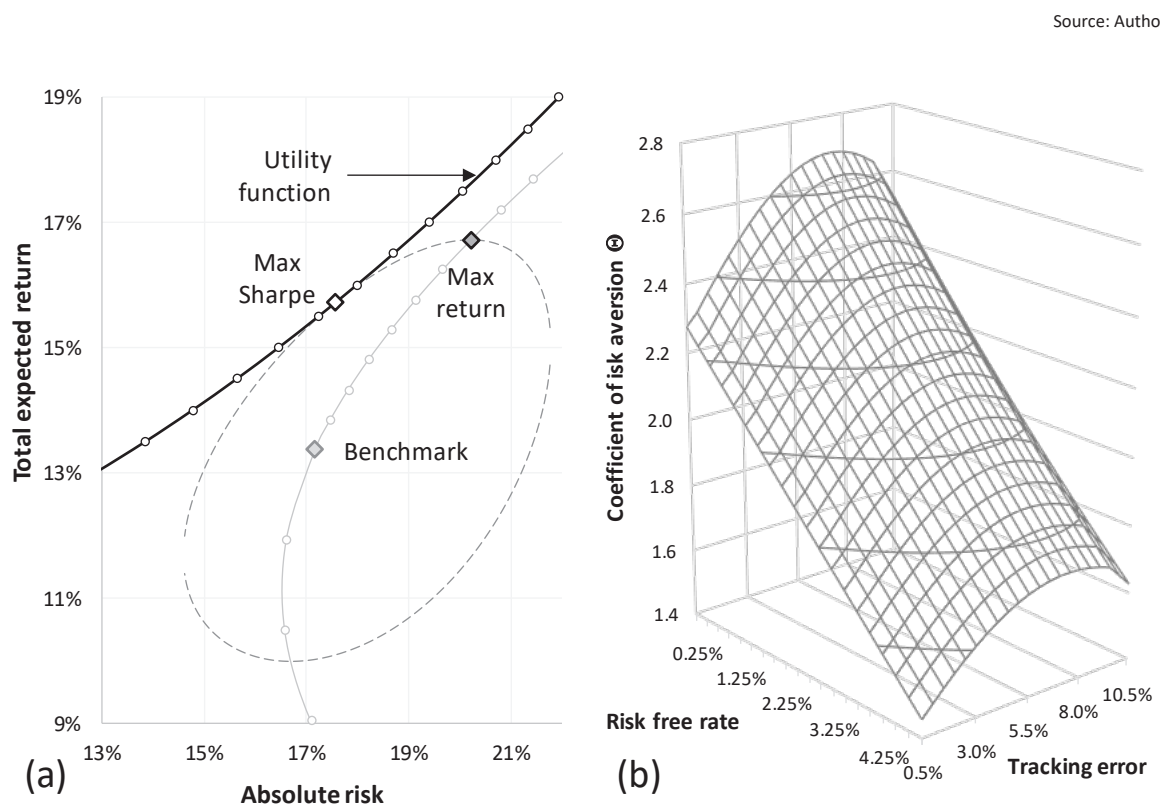 Source: Autho
19%
17%
15%
13%
11%
9%
13%
15%
17%
19%
21%
Total expected return
Absolute risk
Utility
function
Max
Sharpe
Max
return
Benchmark
(a)
2.8
2.6
2.4
2.2
2.0
1.8
1.6
1.4
Coefficient of isk aversion Θ
0.25%
1.25%
2.25%
3.25%
4.25%
Risk free rate
0.5%
3.0%
5.5%
8.0%
10.5%
Tracking error
(b)